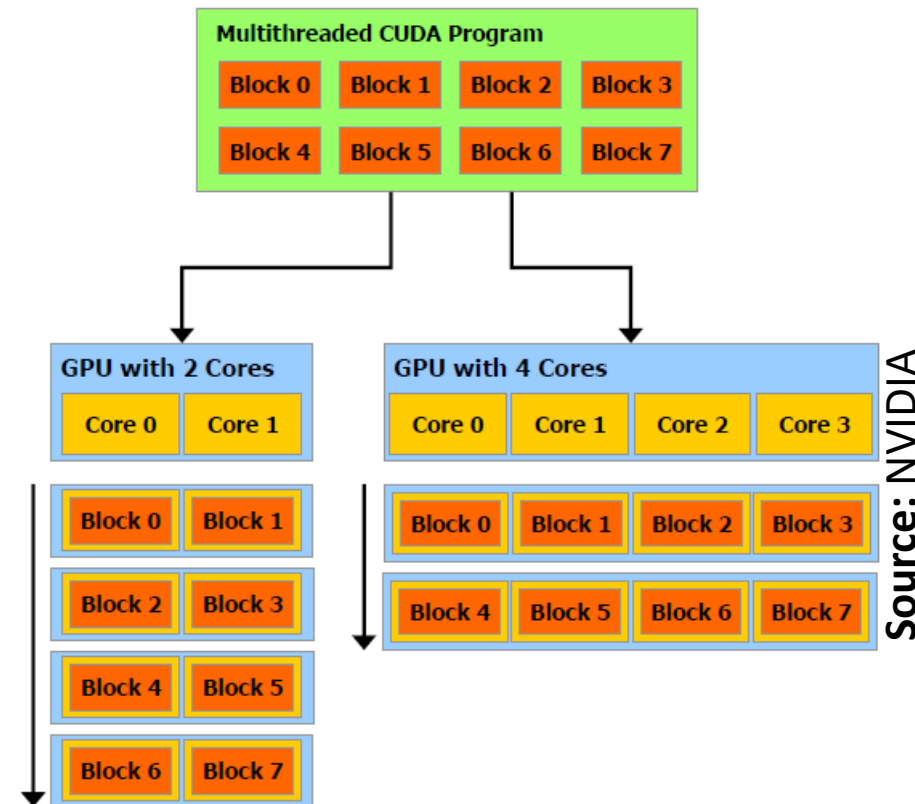 Multithreaded CUDA Program
Block 0 Block 1 Block 2 Block 3
Block 4 Block 5 Block 6 Block 7
GPU with 2 Cores
Core 0 Core 1
Block 0 Block 1
Block 2 Block 3
Block 4 Block 5
Block 6 Block 7
GPU with 4 Cores
Core 0 Core 1 Core 2 Core 3
Block 0 Block 1 Block 2 Block 3
Block 4 Block 5 Block 6 Block 7
Source: NVIDIA